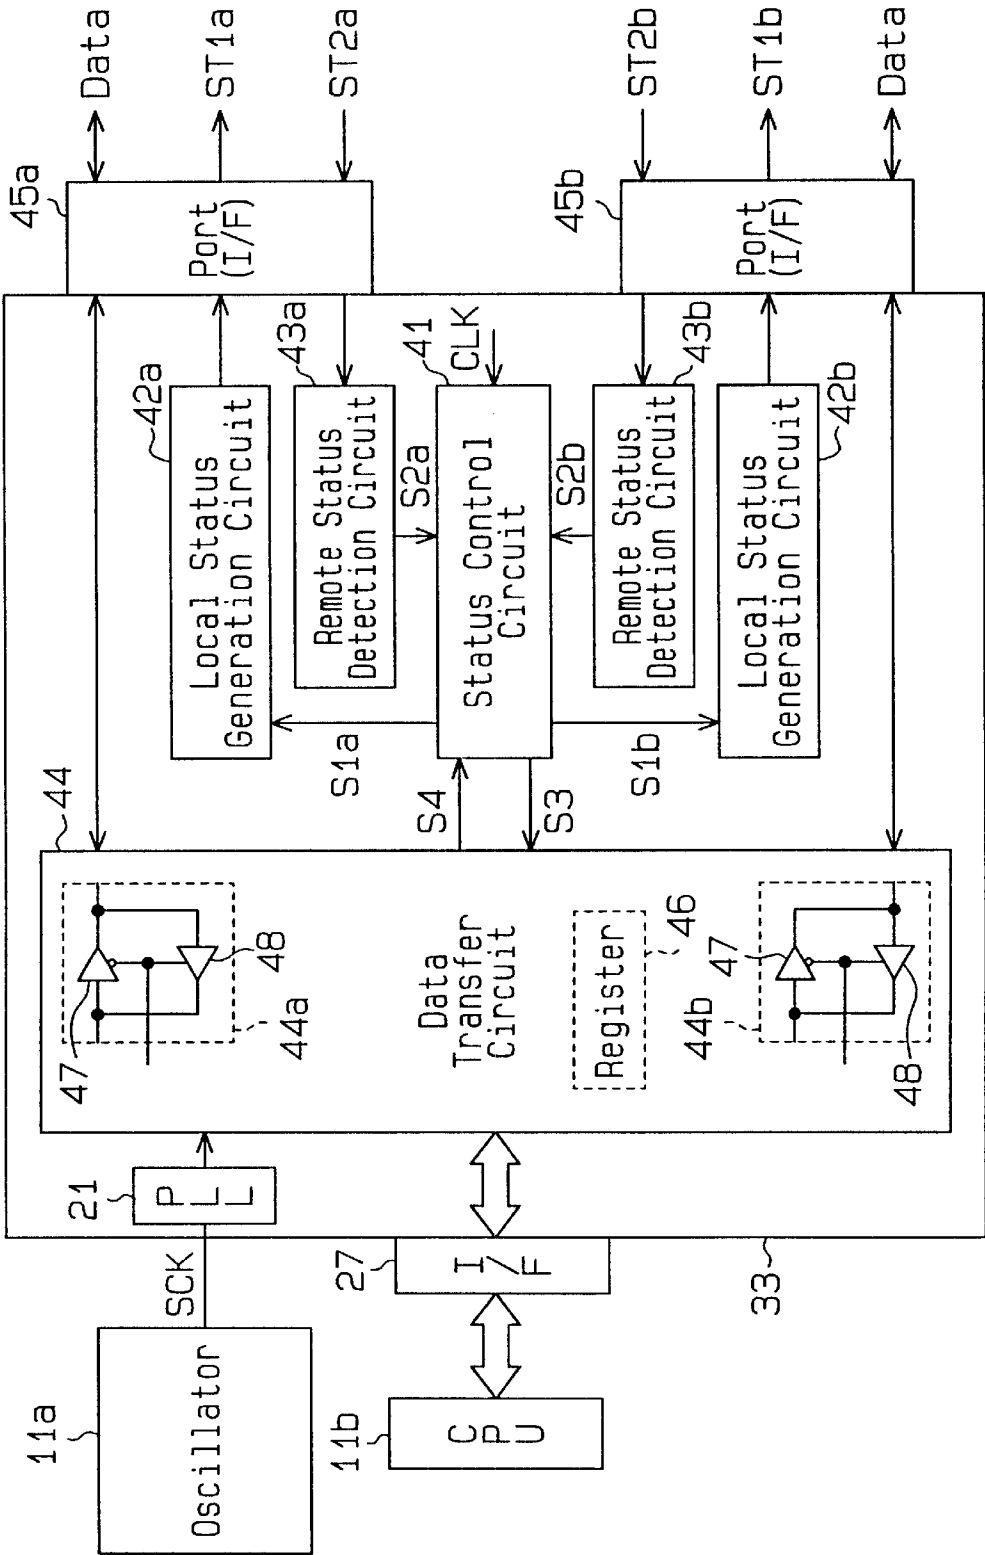 11a
Oscillator
SCK
21
PLL
11b
CPU
27
I/F
33
44
47
48
44a
Data
Transfer
Circuit
Register
46
47
44b
48
S4
S3
S1a
S1b
42a
Local Status
Generation Circuit
43a
Remote Status
Detection Circuit
S2a
41
CLK
Status Control
Circuit
S2b
43b
Remote Status
Detection Circuit
42b
Local Status
Generation Circuit
45a
Port
(I/F)
45b
Port
(I/F)
Data
ST1a
ST2a
ST2b
ST1b
Data